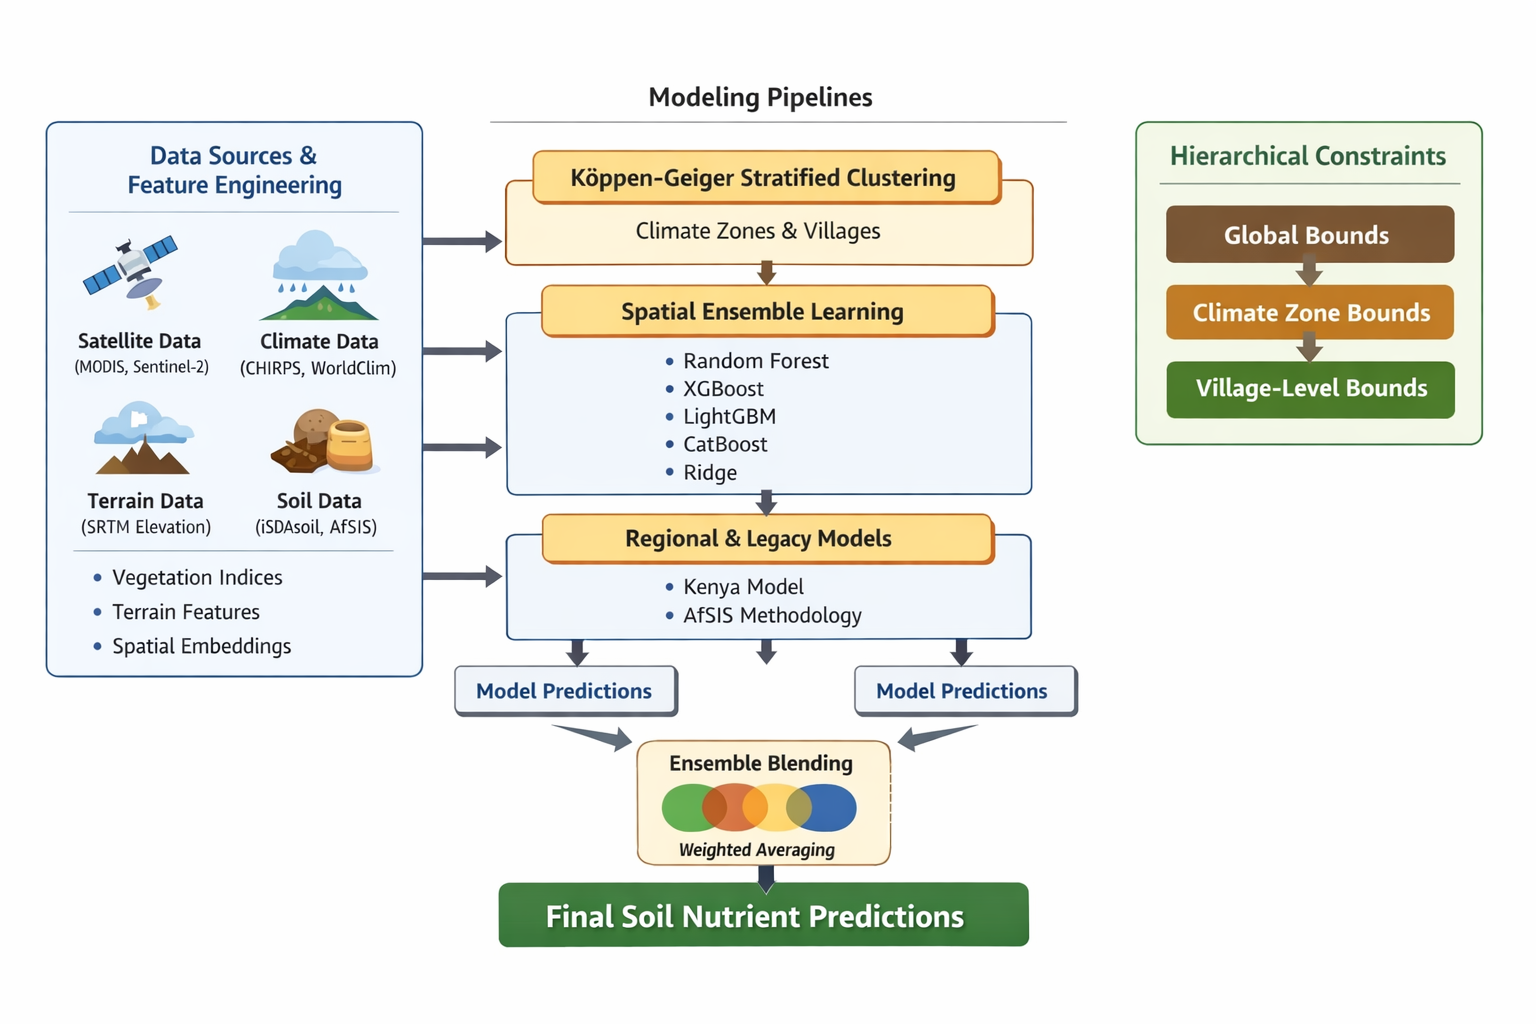 Modeling Pipelines
Data Sources &
Feature Engineering
Satellite Data
(MODIS, Sentinel-2)
Climate Data
(CHIRPS, WorldClim)
Terrain Data
(SRTM Elevation)
Soil Data
(iSDAsoil, AfSIS)
• Vegetation Indices
• Terrain Features
• Spatial Embeddings
Köppen-Geiger Stratified Clustering
Climate Zones & Villages
Spatial Ensemble Learning
• Random Forest
• XGBoost
• LightGBM
• CatBoost
• Ridge
Regional & Legacy Models
• Kenya Model
• AfSIS Methodology
Model Predictions
Model Predictions
Ensemble Blending
Weighted Averaging
Final Soil Nutrient Predictions
Hierarchical Constraints
Global Bounds
Climate Zone Bounds
Village-Level Bounds